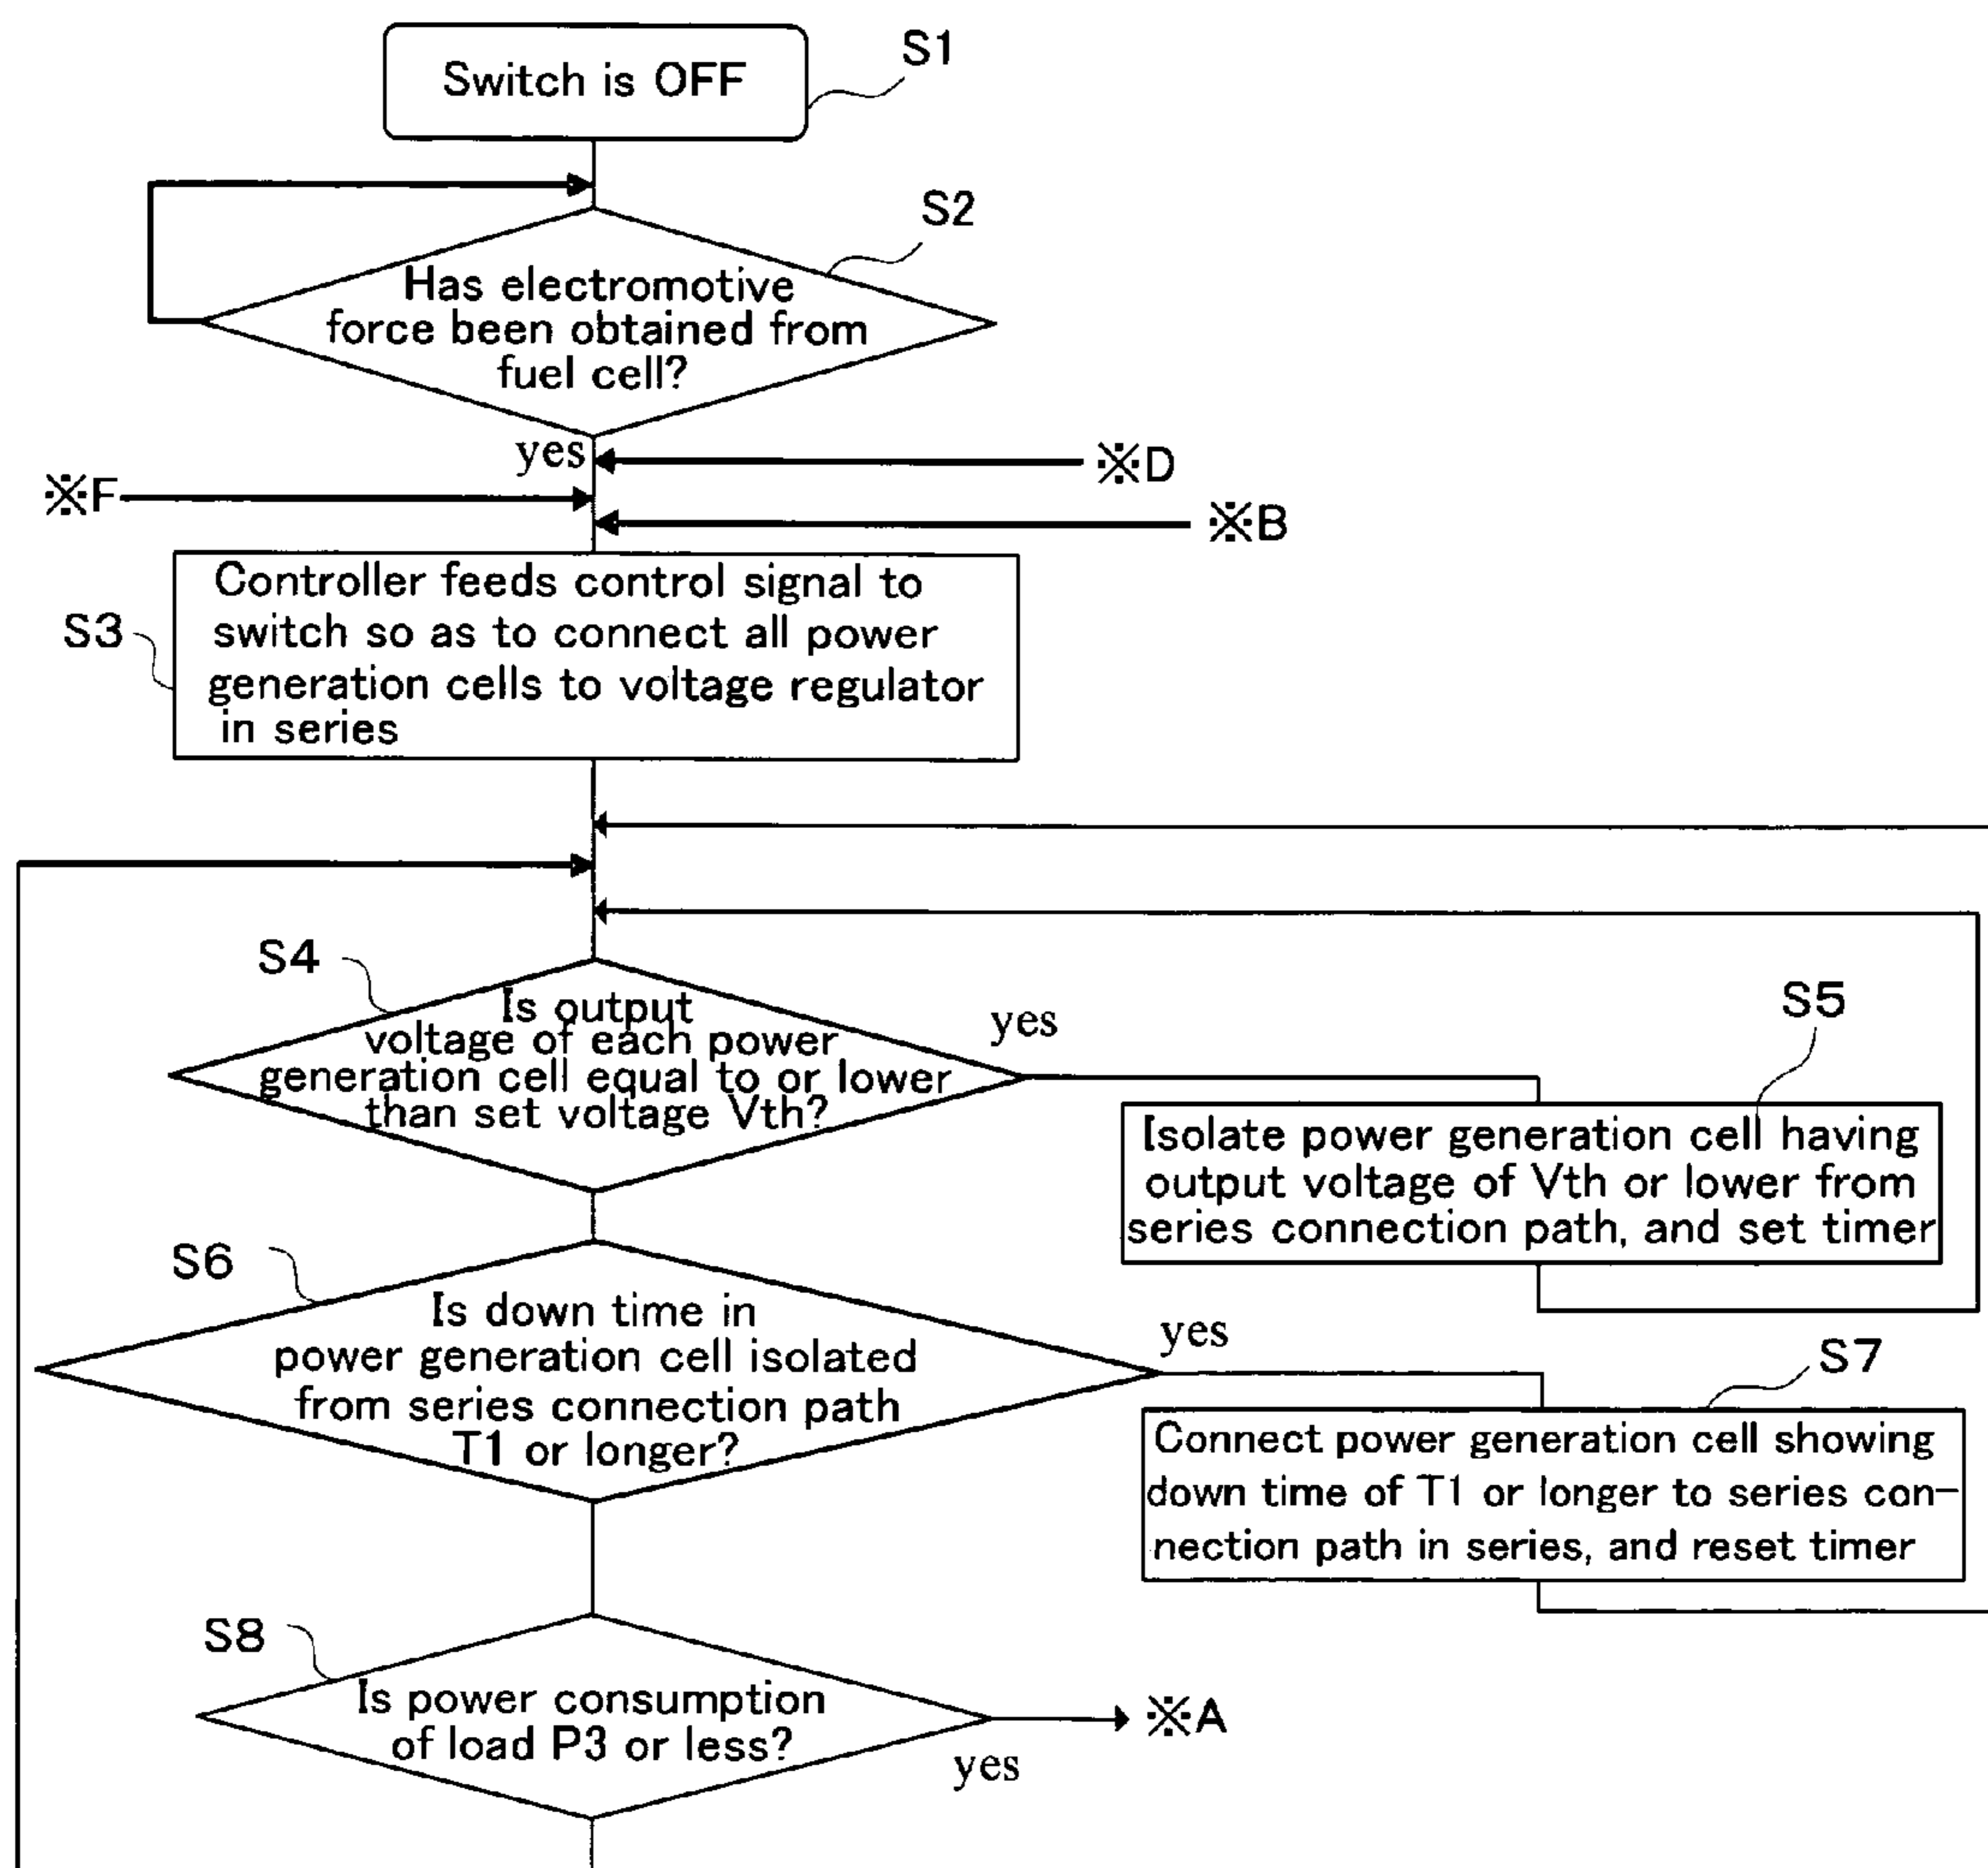 Switch is OFF
S1
S2
Has electromotive
force been obtained from
fuel cell?
yes
※D
※F
※B
S3
Controller feeds control signal to
switch so as to connect all power
generation cells to voltage regulator
in series
S4
Is output
voltage of each power
generation cell equal to or lower
than set voltage Vth?
yes
S5
Isolate power generation cell having
output voltage of Vth or lower from
series connection path, and set timer
S6
Is down time in
power generation cell isolated
from series connection path
T1 or longer?
yes
S7
Connect power generation cell showing
down time of T1 or longer to series con-
nection path in series, and reset timer
S8
Is power consumption
of load P3 or less?
yes
※A